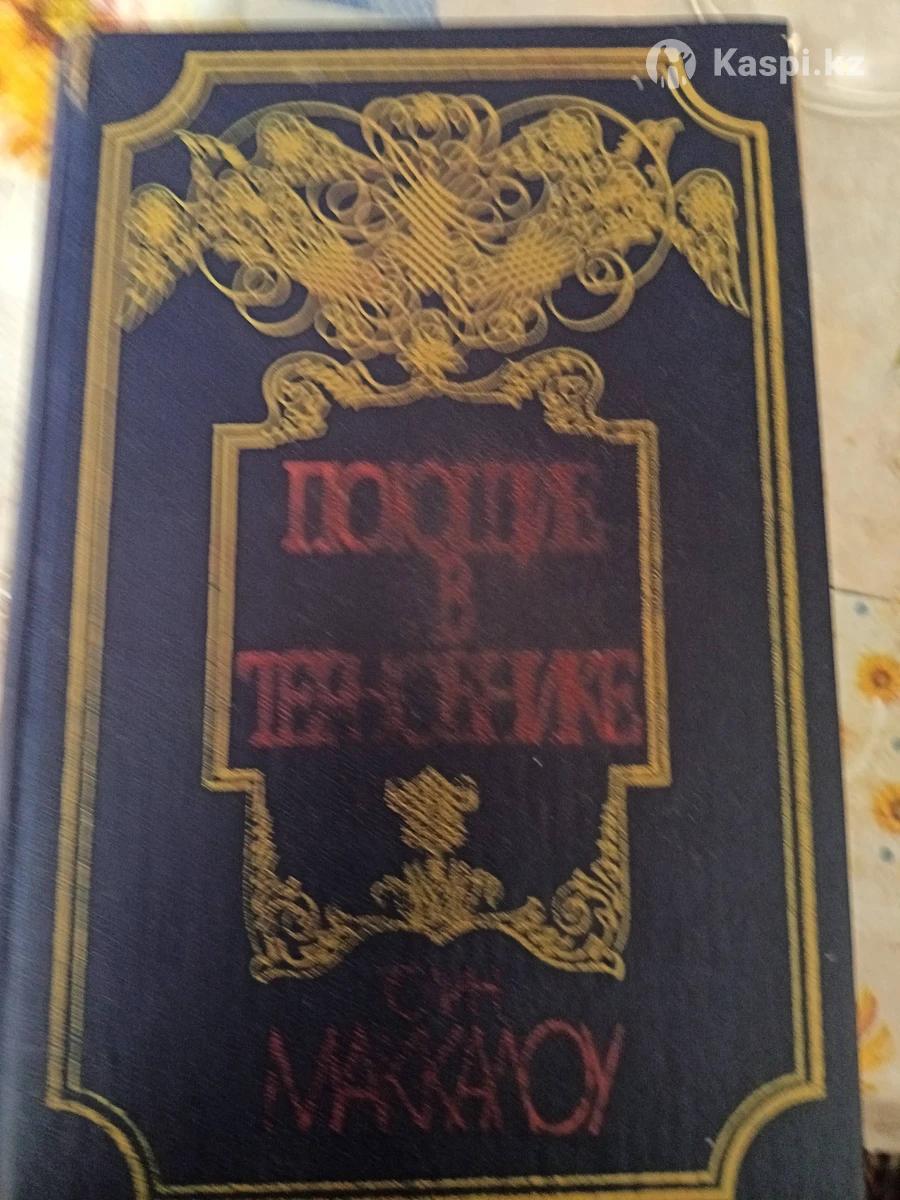 Kaspi.kz
ПОЮЩИЕ
В
ТЕРНОВНИКЕ
МАККАЛОУ